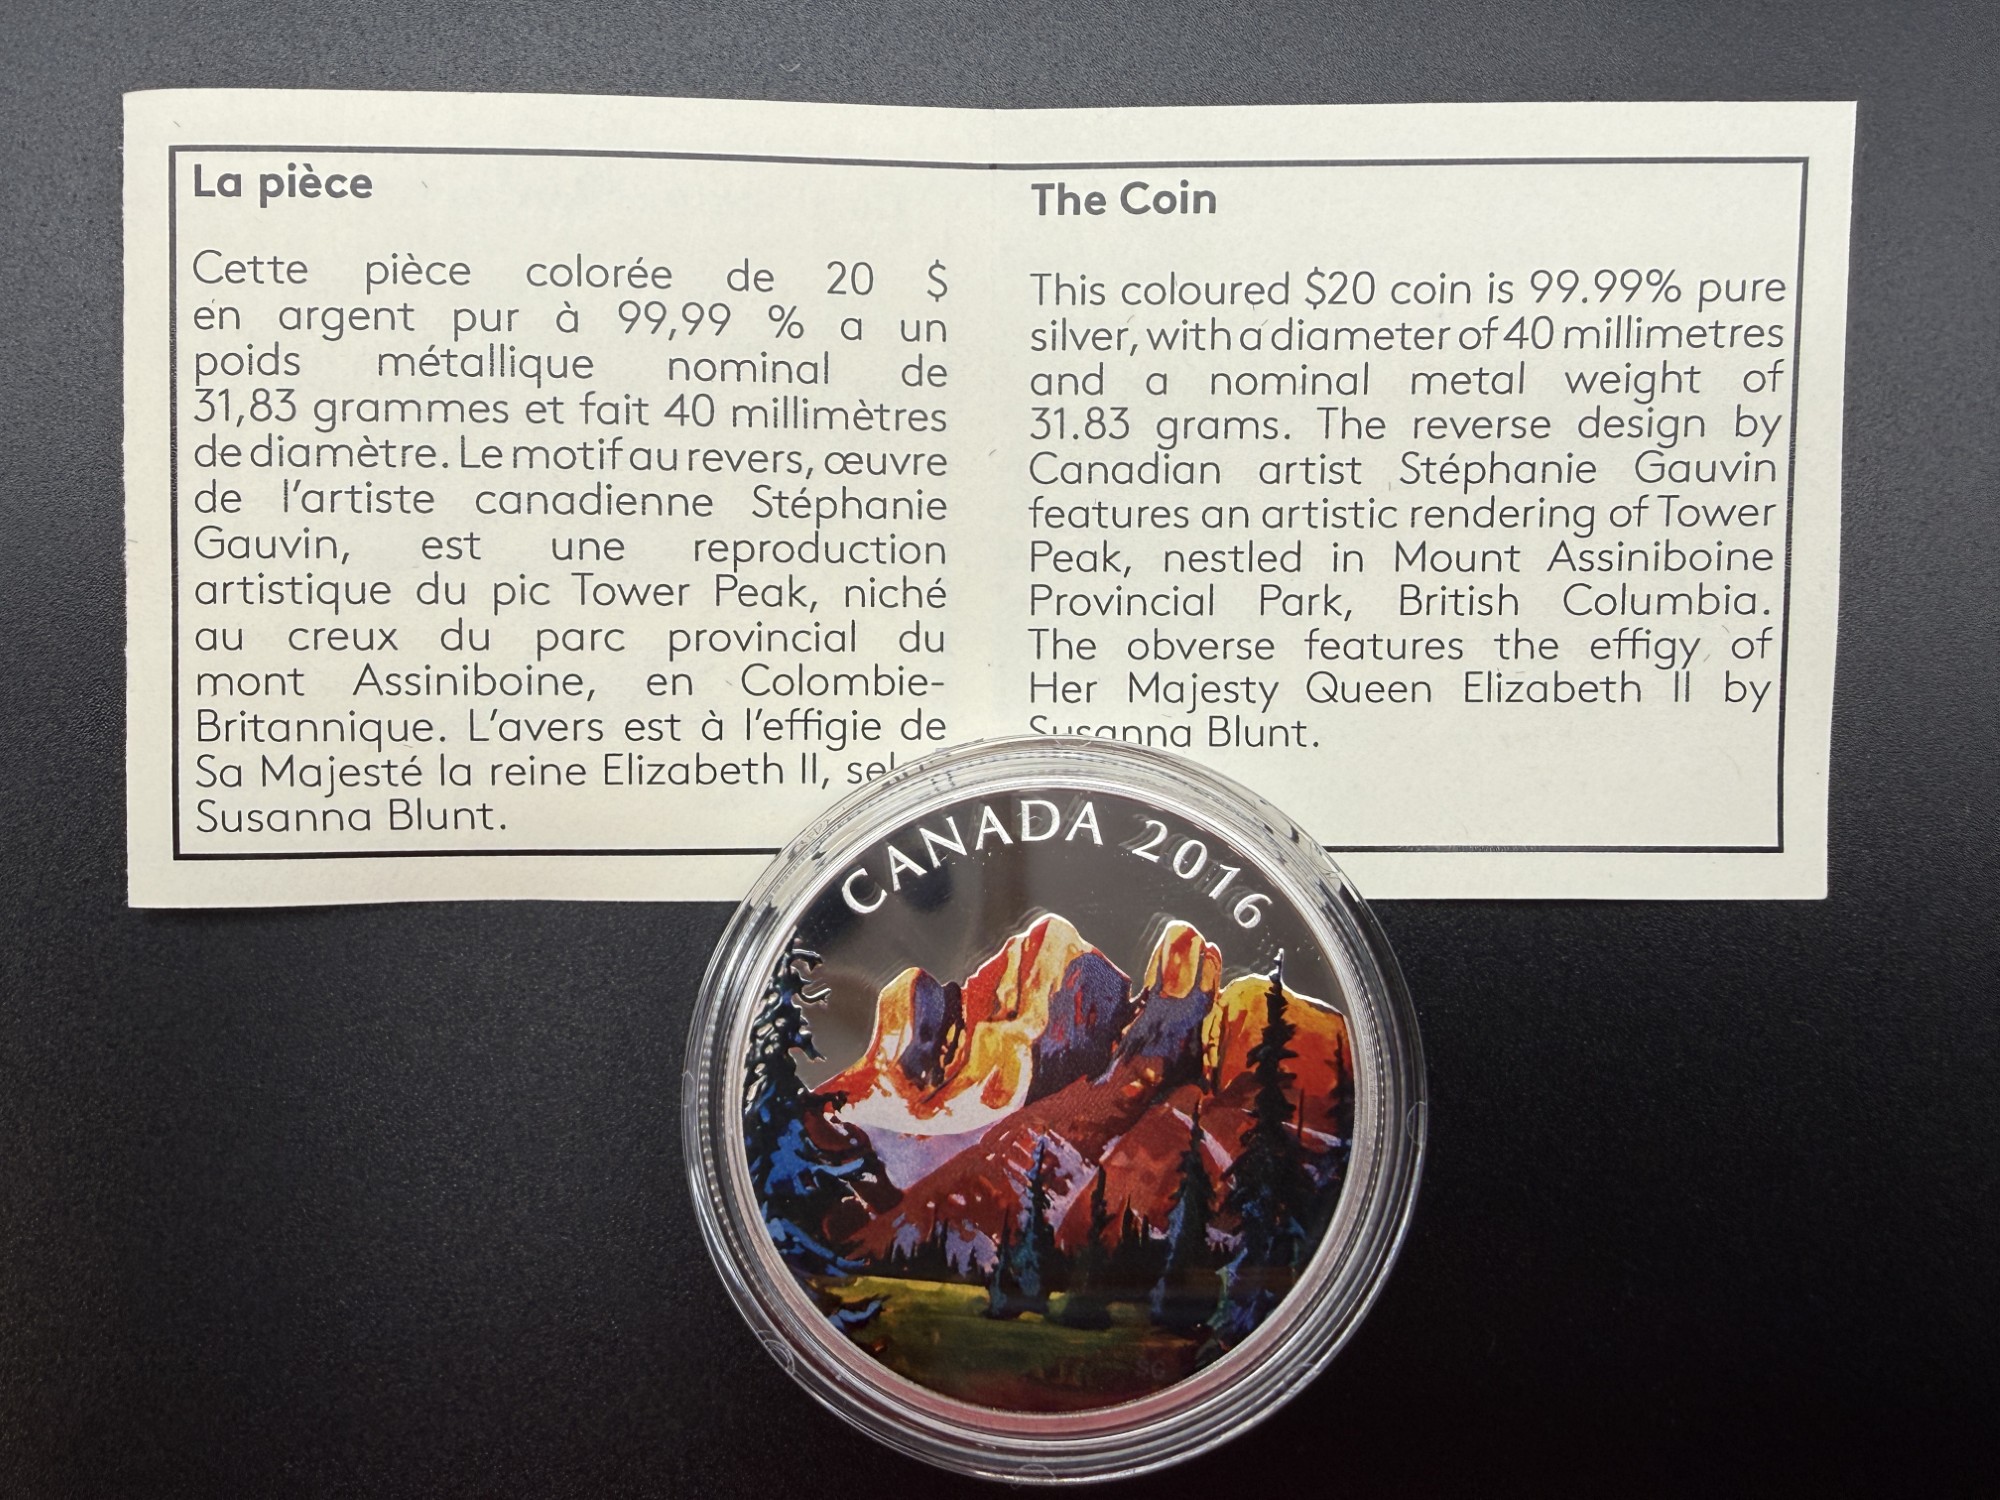 La pièce
Cette pièce colorée de 20 $
en argent pur à 99,99 % a un
poids métallique nominal de
31,83 grammes et fait 40 millimètres
de diamètre. Le motif au revers, œuvre
de l'artiste canadienne Stéphanie
Gauvin, est une reproduction
artistique du pic Tower Peak, niché
au creux du parc provincial du
mont Assiniboine, en Colombie-
Britannique. L'avers est à l'effigie de
Sa Majesté la reine Elizabeth II,
Susanna Blunt.
The Coin
This coloured $20 coin is 99.99% pure
silver, with a diameter of 40 millimetres
and a nominal metal weight of
31.83 grams. The reverse design by
Canadian artist Stéphanie Gauvin
features an artistic rendering of Tower
Peak, nestled in Mount Assiniboine
Provincial Park, British Columbia.
The obverse features the effigy of
Her Majesty Queen Elizabeth II by
Susanna Blunt.
CANADA 2016
SG